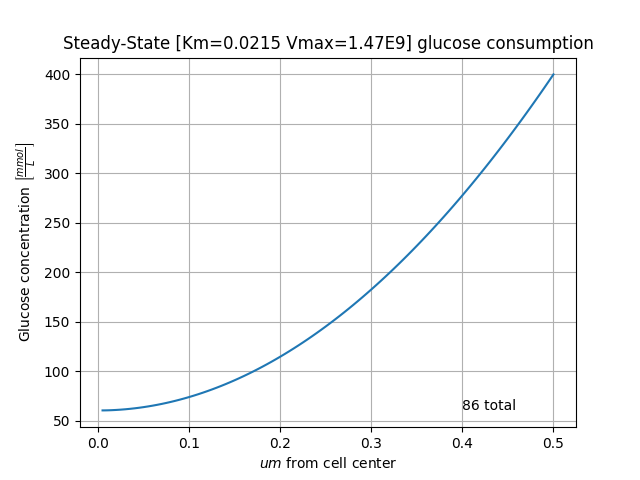 Steady-State [Km=0.0215 Vmax=1.47E9] glucose consumption
400
350
300
250
200
150
100
50
Glucose concentration [mmol/L]
86 total
0.0 0.1 0.2 0.3 0.4 0.5
um from cell center